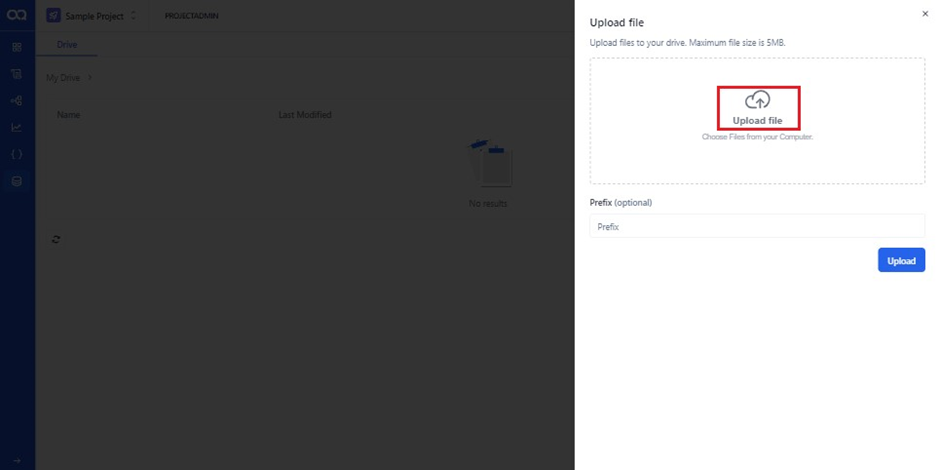 Sample Project
PROJECTADMIN
Drive
My Drive
Name
Last Modified
No results
Upload file
Upload files to your drive. Maximum file size is 5MB.
Upload file
Choose Files from your Computer.
Prefix (optional)
Prefix
Upload